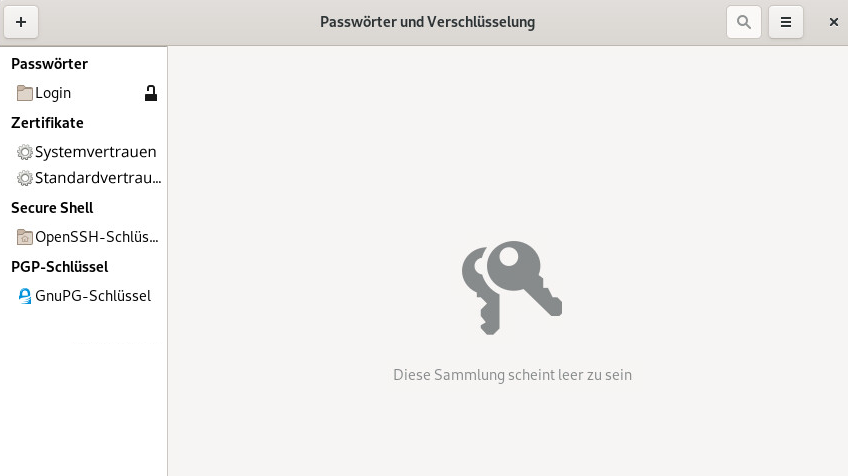 Passwörter und Verschlüsselung
Passwörter
Login
Zertifikate
Systemvertrauen
Standardvertrau...
Secure Shell
OpenSSH-Schlüs...
PGP-Schlüssel
GnuPG-Schlüssel
Diese Sammlung scheint leer zu sein